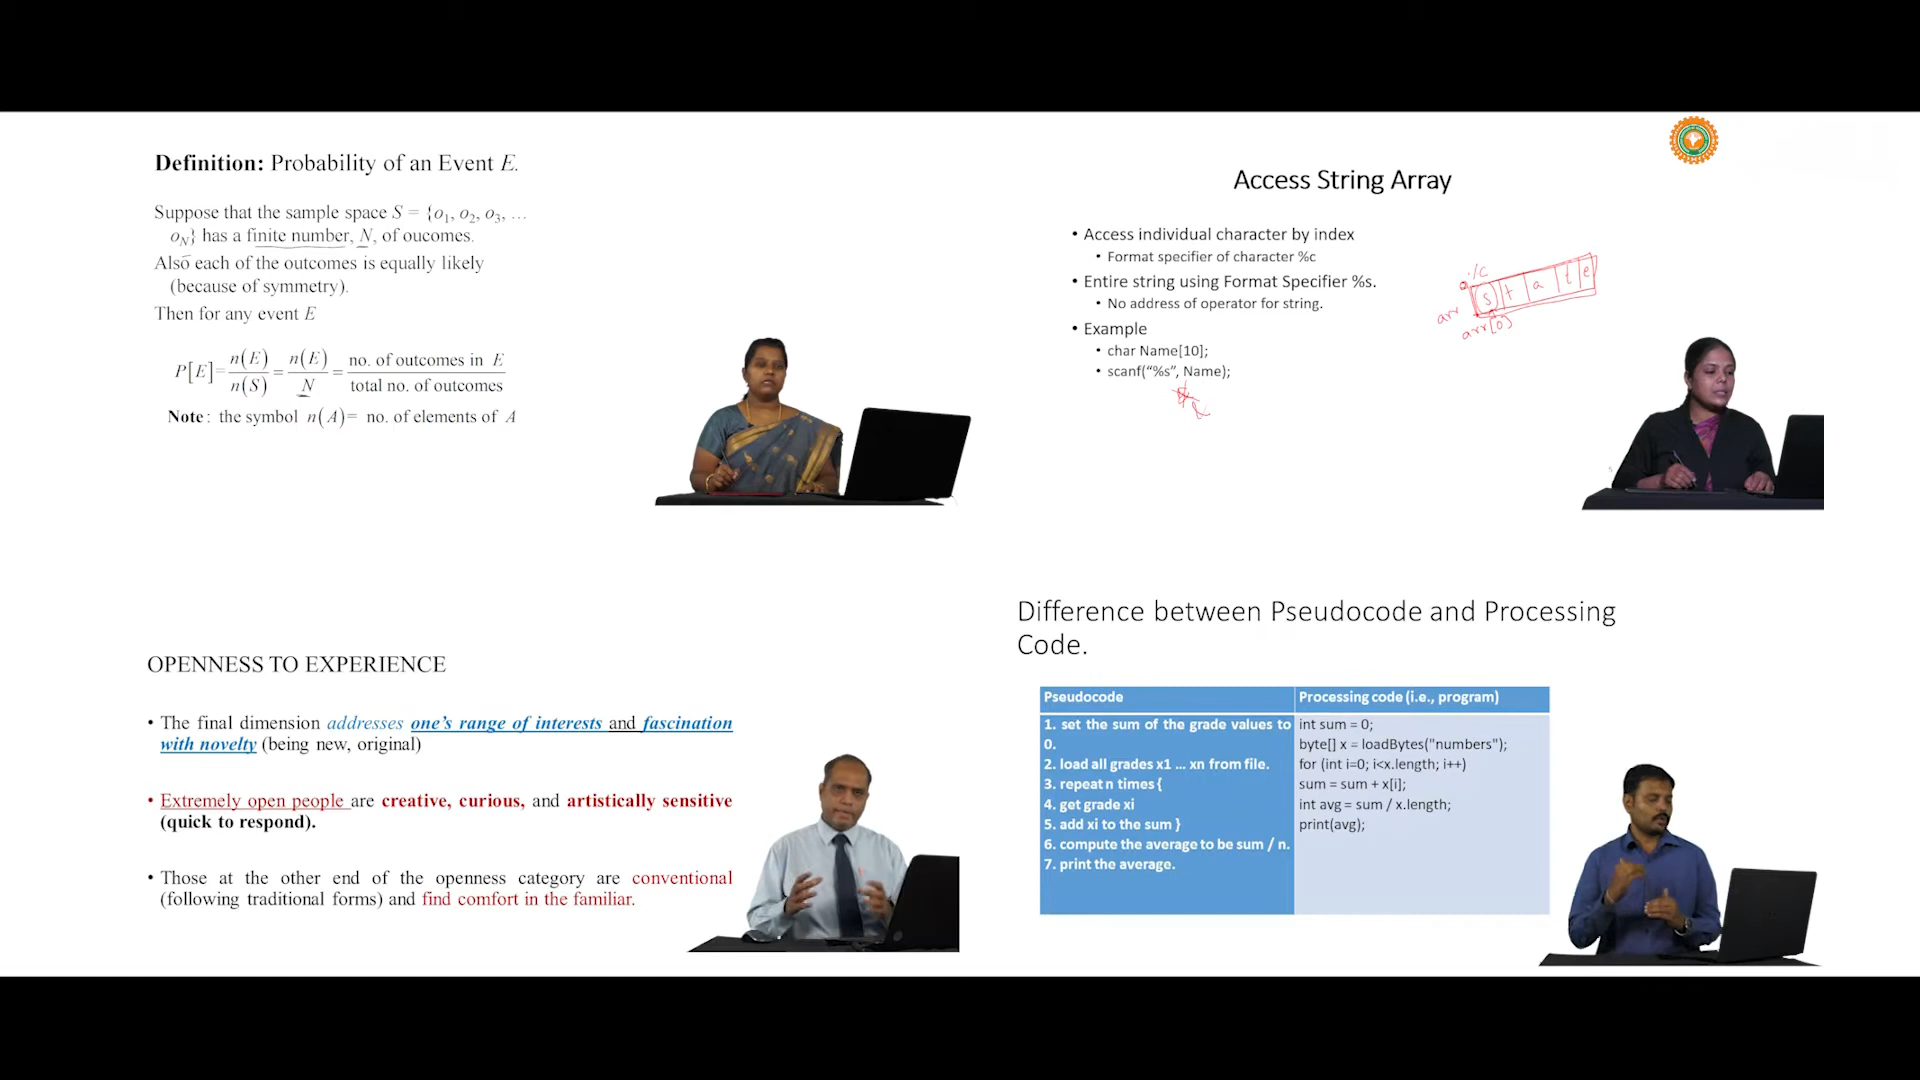 Definition: Probability of an Event E.
Suppose that the sample space S = {o1, o2, o3, ...
oN} has a finite number, N, of oucomes.
Also each of the outcomes is equally likely
(because of symmetry).
Then for any event E
P[E]= n(E)/n(S) = n(E)/N = no. of outcomes in E/total no. of outcomes
Note : the symbol n(A)= no. of elements of A
Access String Array
• Access individual character by index
• Format specifier of character %c
• Entire string using Format Specifier %s.
• No address of operator for string.
• Example
• char Name[10];
• scanf(“%s”, Name);
%c
s t a t e
arr
arr[0]
OPENNESS TO EXPERIENCE
• The final dimension addresses one’s range of interests and fascination
with novelty (being new, original)
• Extremely open people are creative, curious, and artistically sensitive
(quick to respond).
• Those at the other end of the openness category are conventional
(following traditional forms) and find comfort in the familiar.
Difference between Pseudocode and Processing
Code.
Pseudocode
1. set the sum of the grade values to
0.
2. load all grades x1 ... xn from file.
3. repeat n times {
4. get grade xi
5. add xi to the sum }
6. compute the average to be sum / n.
7. print the average.
Processing code (i.e., program)
int sum = 0;
byte[] x = loadBytes("numbers");
for (int i=0; i<x.length; i++)
sum = sum + x[i];
int avg = sum / x.length;
print(avg);